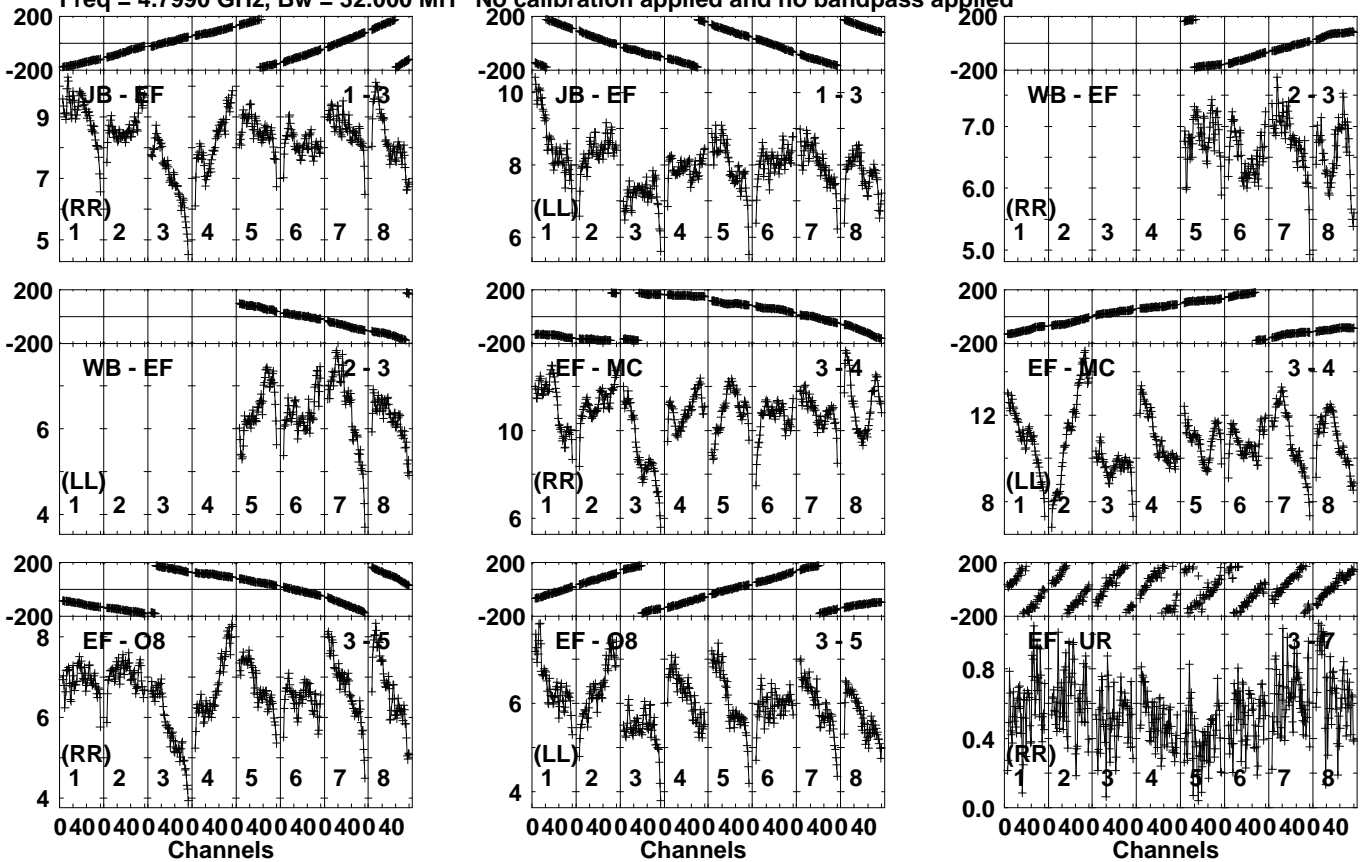 Freq = 4.7990 GHz, Bw = 32.000 MH No calibration applied and no bandpass applied
200
-200
JB - EF 1 - 3
9
7
5
(RR)
1 2 3 4 5 6 7 8
JB - EF 1 - 3
10
8
6
(LL)
1 2 3 4 5 6 7 8
200
-200
WB - EF 2 - 3
7.0
6.0
5.0
(RR)
1 2 3 4 5 6 7 8
200
-200
WB - EF 2 - 3
6
4
(LL)
1 2 3 4 5 6 7 8
200
-200
EF - MC 3 - 4
10
6
(RR)
1 2 3 4 5 6 7 8
200
-200
EF - MC 3 - 4
12
8
(LL)
1 2 3 4 5 6 7 8
200
-200
EF - O8 3 - 5
8
6
4
(RR)
1 2 3 4 5 6 7 8
0 40 0 40 0 40 0 40 0 40 0 40 0 40 0 40
Channels
200
-200
EF - O8 3 - 5
6
4
(LL)
1 2 3 4 5 6 7 8
0 40 0 40 0 40 0 40 0 40 0 40 0 40 0 40
Channels
200
-200
EF - UR 3 - 7
0.8
0.4
0.0
(RR)
1 2 3 4 5 6 7 8
0 40 0 40 0 40 0 40 0 40 0 40 0 40 0 40
Channels